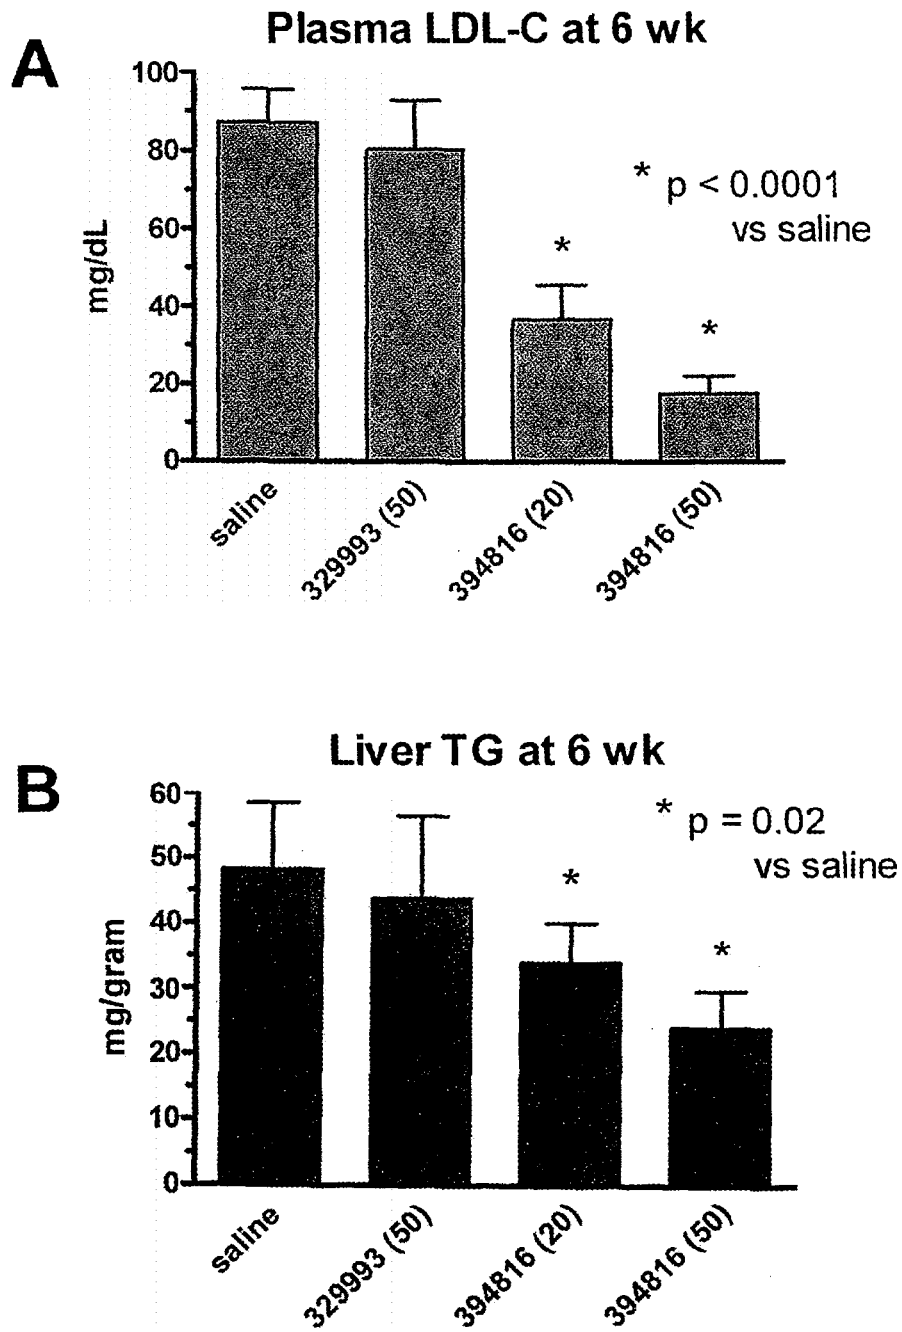 A
Plasma LDL-C at 6 wk
100
80
60
40
20
0
mg/dL
* p < 0.0001
vs saline
*
*
saline
329993 (50)
394816 (20)
394816 (50)
B
Liver TG at 6 wk
60
50
40
30
20
10
0
mg/gram
* p = 0.02
vs saline
*
*
saline
329993 (50)
394816 (20)
394816 (50)